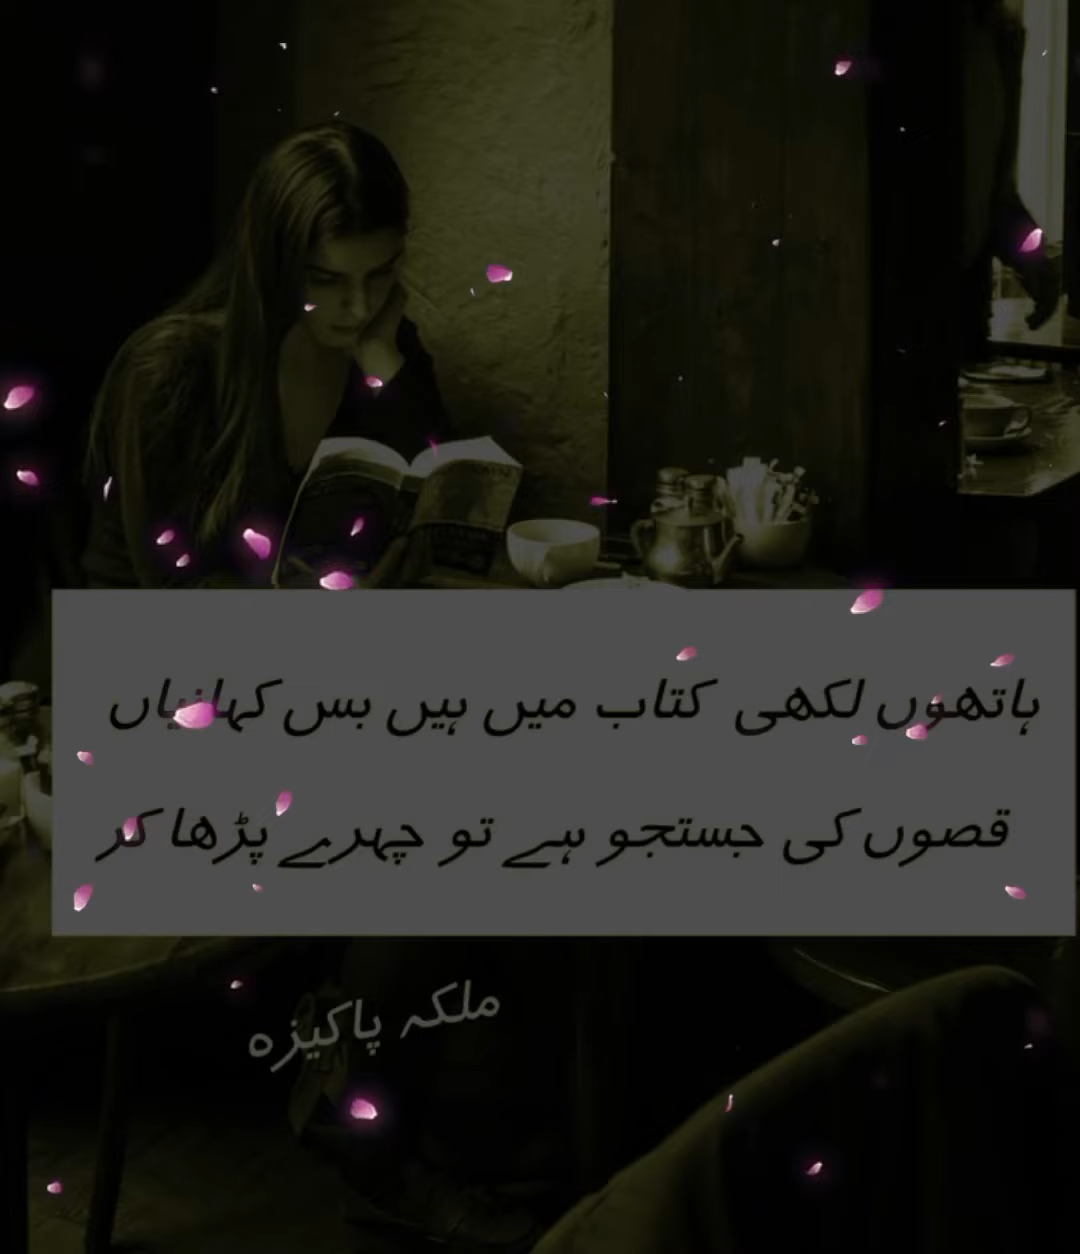 ہاتھوں لکھی کتاب میں ہیں بس کہانیاں
قصوں کی جستجو ہے تو چہرے پڑھا کر
ملکہ پاکیزہ